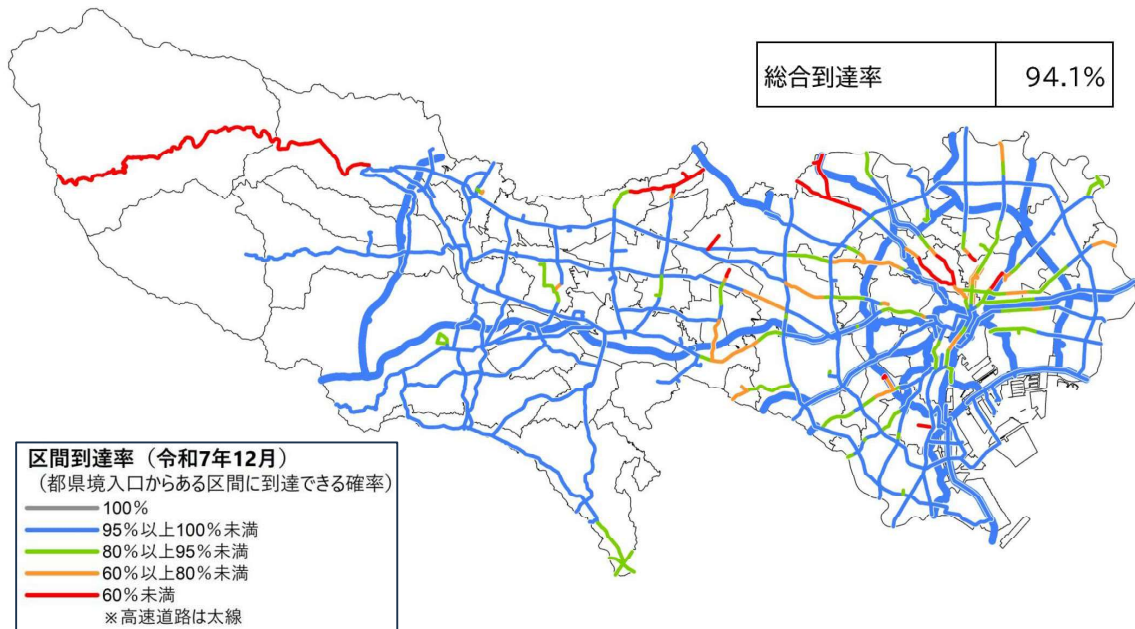 総合到達率 94.1%
区間到達率（令和7年12月）
（都県境入口からある区間に到達できる確率）
100%
95%以上100%未満
80%以上95%未満
60%以上80%未満
60%未満
※高速道路は太線